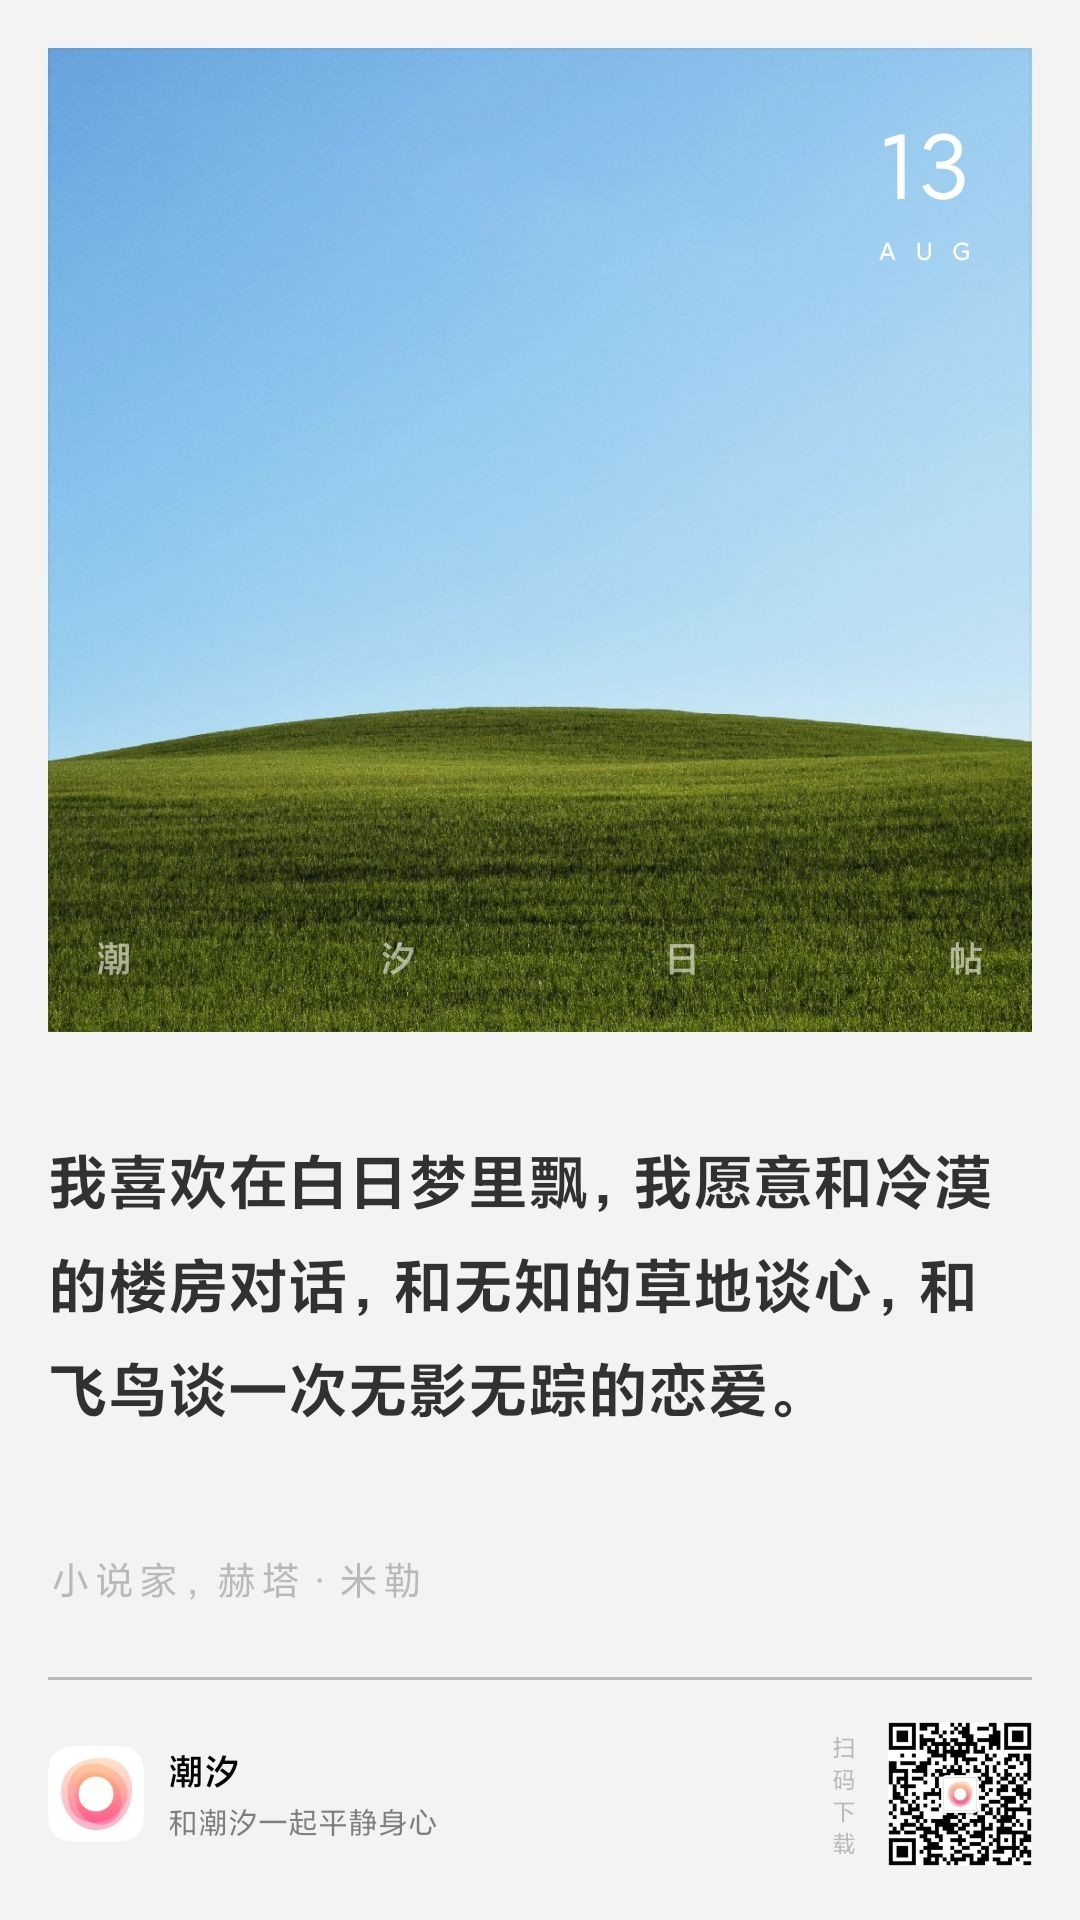 13
AUG
潮汐日帖
我喜欢在白日梦里飘，我愿意和冷漠
的楼房对话，和无知的草地谈心，和
飞鸟谈一次无影无踪的恋爱。
小说家，赫塔·米勒
潮汐
和潮汐一起平静身心
扫码下载